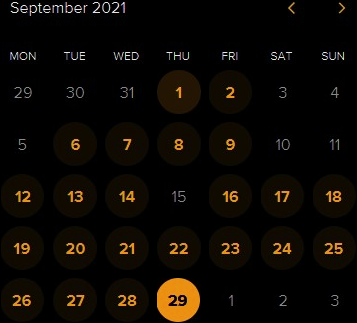 September 2021
MON TUE WED THU FRI SAT SUN
29 30 31 1 2 3 4
5 6 7 8 9 10 11
12 13 14 15 16 17 18
19 20 21 22 23 24 25
26 27 28 29 1 2 3